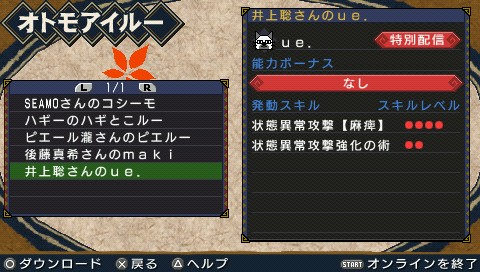 オトモアイルー
L 1/1 R
SEAMOさんのコシーモ
ハギーのハギとこルー
ピエール瀧さんのピエルー
後藤真希さんのmaki
井上聡さんのue.
井上聡さんのue.
ue. 特別配信
能力ボーナス
なし
発動スキル スキルレベル
状態異常攻撃【麻痺】 ●●●●
状態異常攻撃強化の術 ●●
○ダウンロード ×戻る △ヘルプ START オンラインを終了